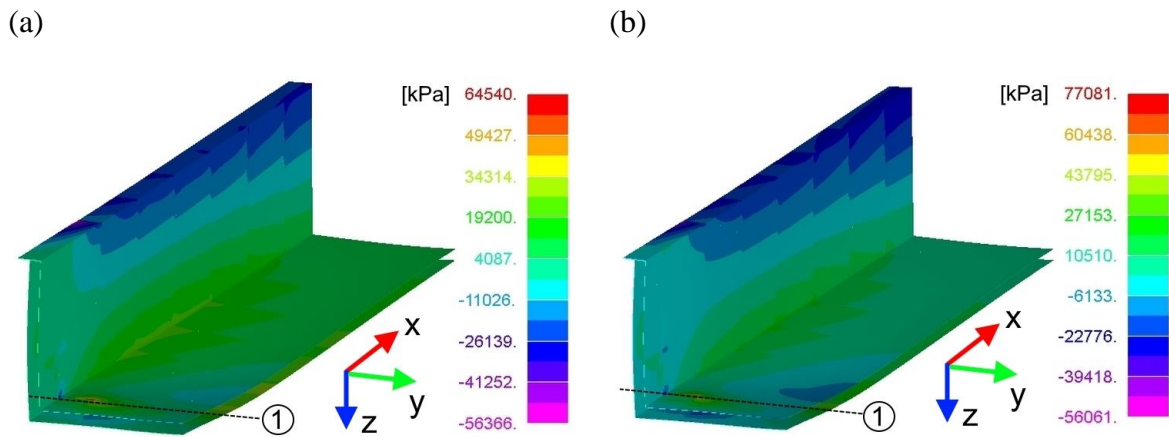 (a)
[kPa]
64540.
49427.
34314.
19200.
4087.
-11026.
-26139.
-41252.
-56366.
x
y
z
1
(b)
[kPa]
77081.
60438.
43795.
27153.
10510.
-6133.
-22776.
-39418.
-56061.
x
y
z
1